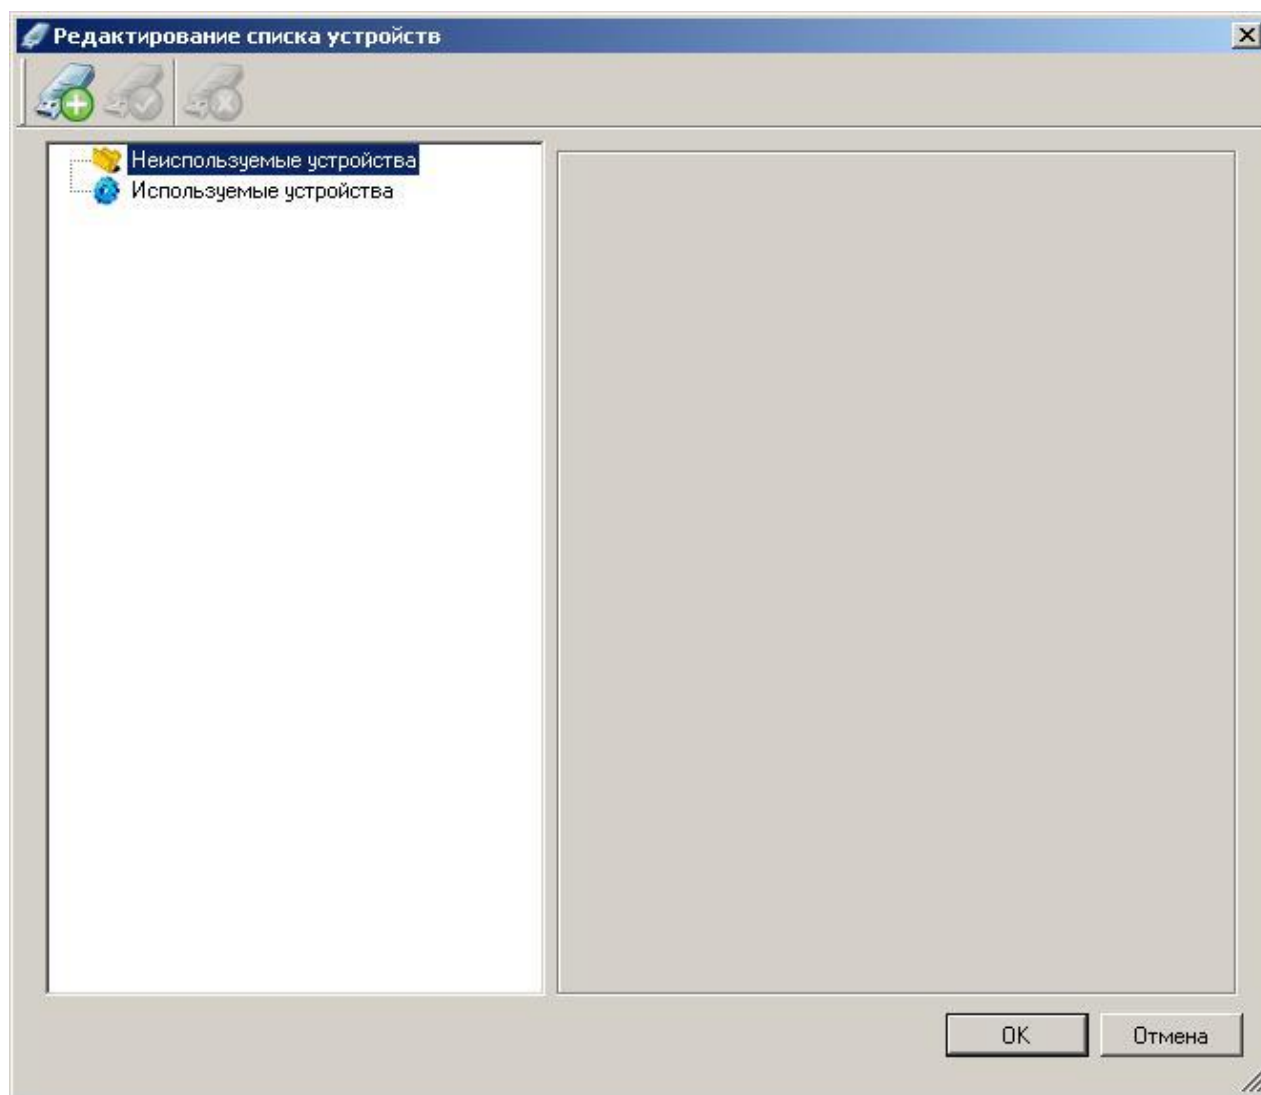 Редактирование списка устройств
Неиспользуемые устройства
Используемые устройства
OK
Отмена